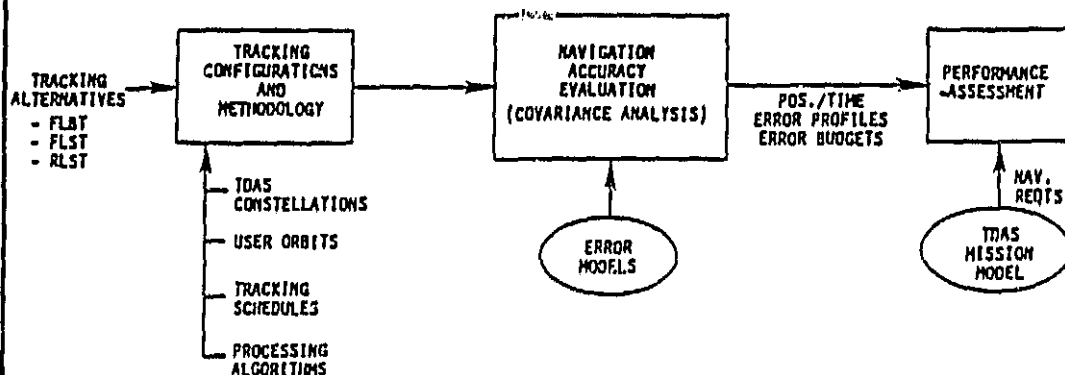 TRACKING
ALTERNATIVES
- FLBT
- FLST
- RLST
TRACKING
CONFIGURATIONS
AND
METHODOLOGY
TDAS
CONSTELLATIONS
USER ORBITS
TRACKING
SCHEDULES
PROCESSING
ALGORITHMS
NAVIGATION
ACCURACY
EVALUATION
(COVARIANCE ANALYSIS)
ERROR
MODELS
POS./TIME
ERROR PROFILES
ERROR BUDGETS
PERFORMANCE
ASSESSMENT
NAV.
REQTS
TDAS
MISSION
MODEL